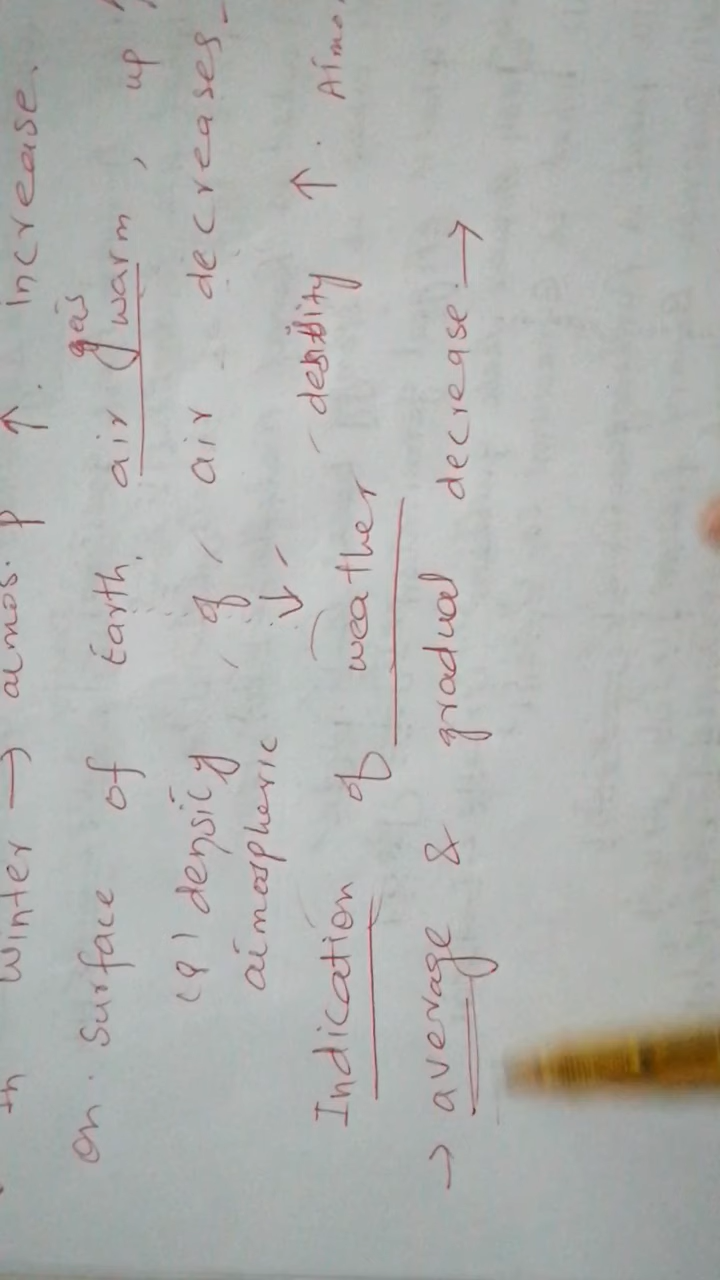 In Winter → atmos. P ↑. increase.
on. Surface of Earth, air gas warm, up
(ρ) density of air decreases
atmospheric ↓, density ↑. Atmo.
Indication of weather
→ average & gradual decrease. →